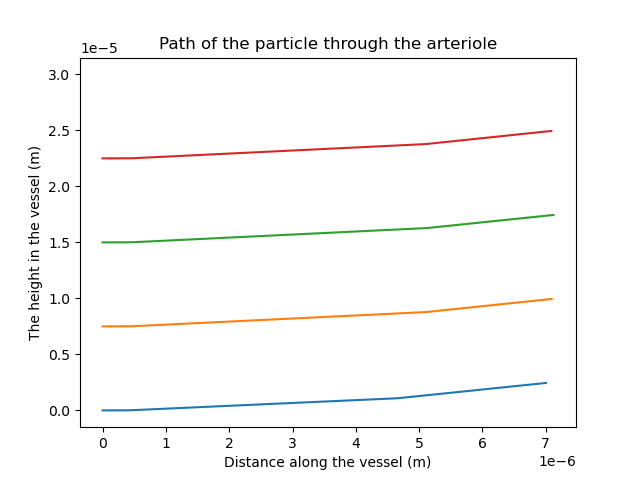 Path of the particle through the arteriole
1e−5
3.0
2.5
2.0
1.5
1.0
0.5
0.0
The height in the vessel (m)
0 1 2 3 4 5 6 7
1e−6
Distance along the vessel (m)